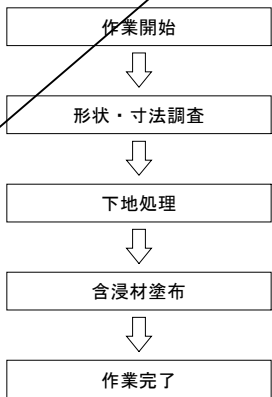 作業開始
形状・寸法調査
下地処理
含浸材塗布
作業完了